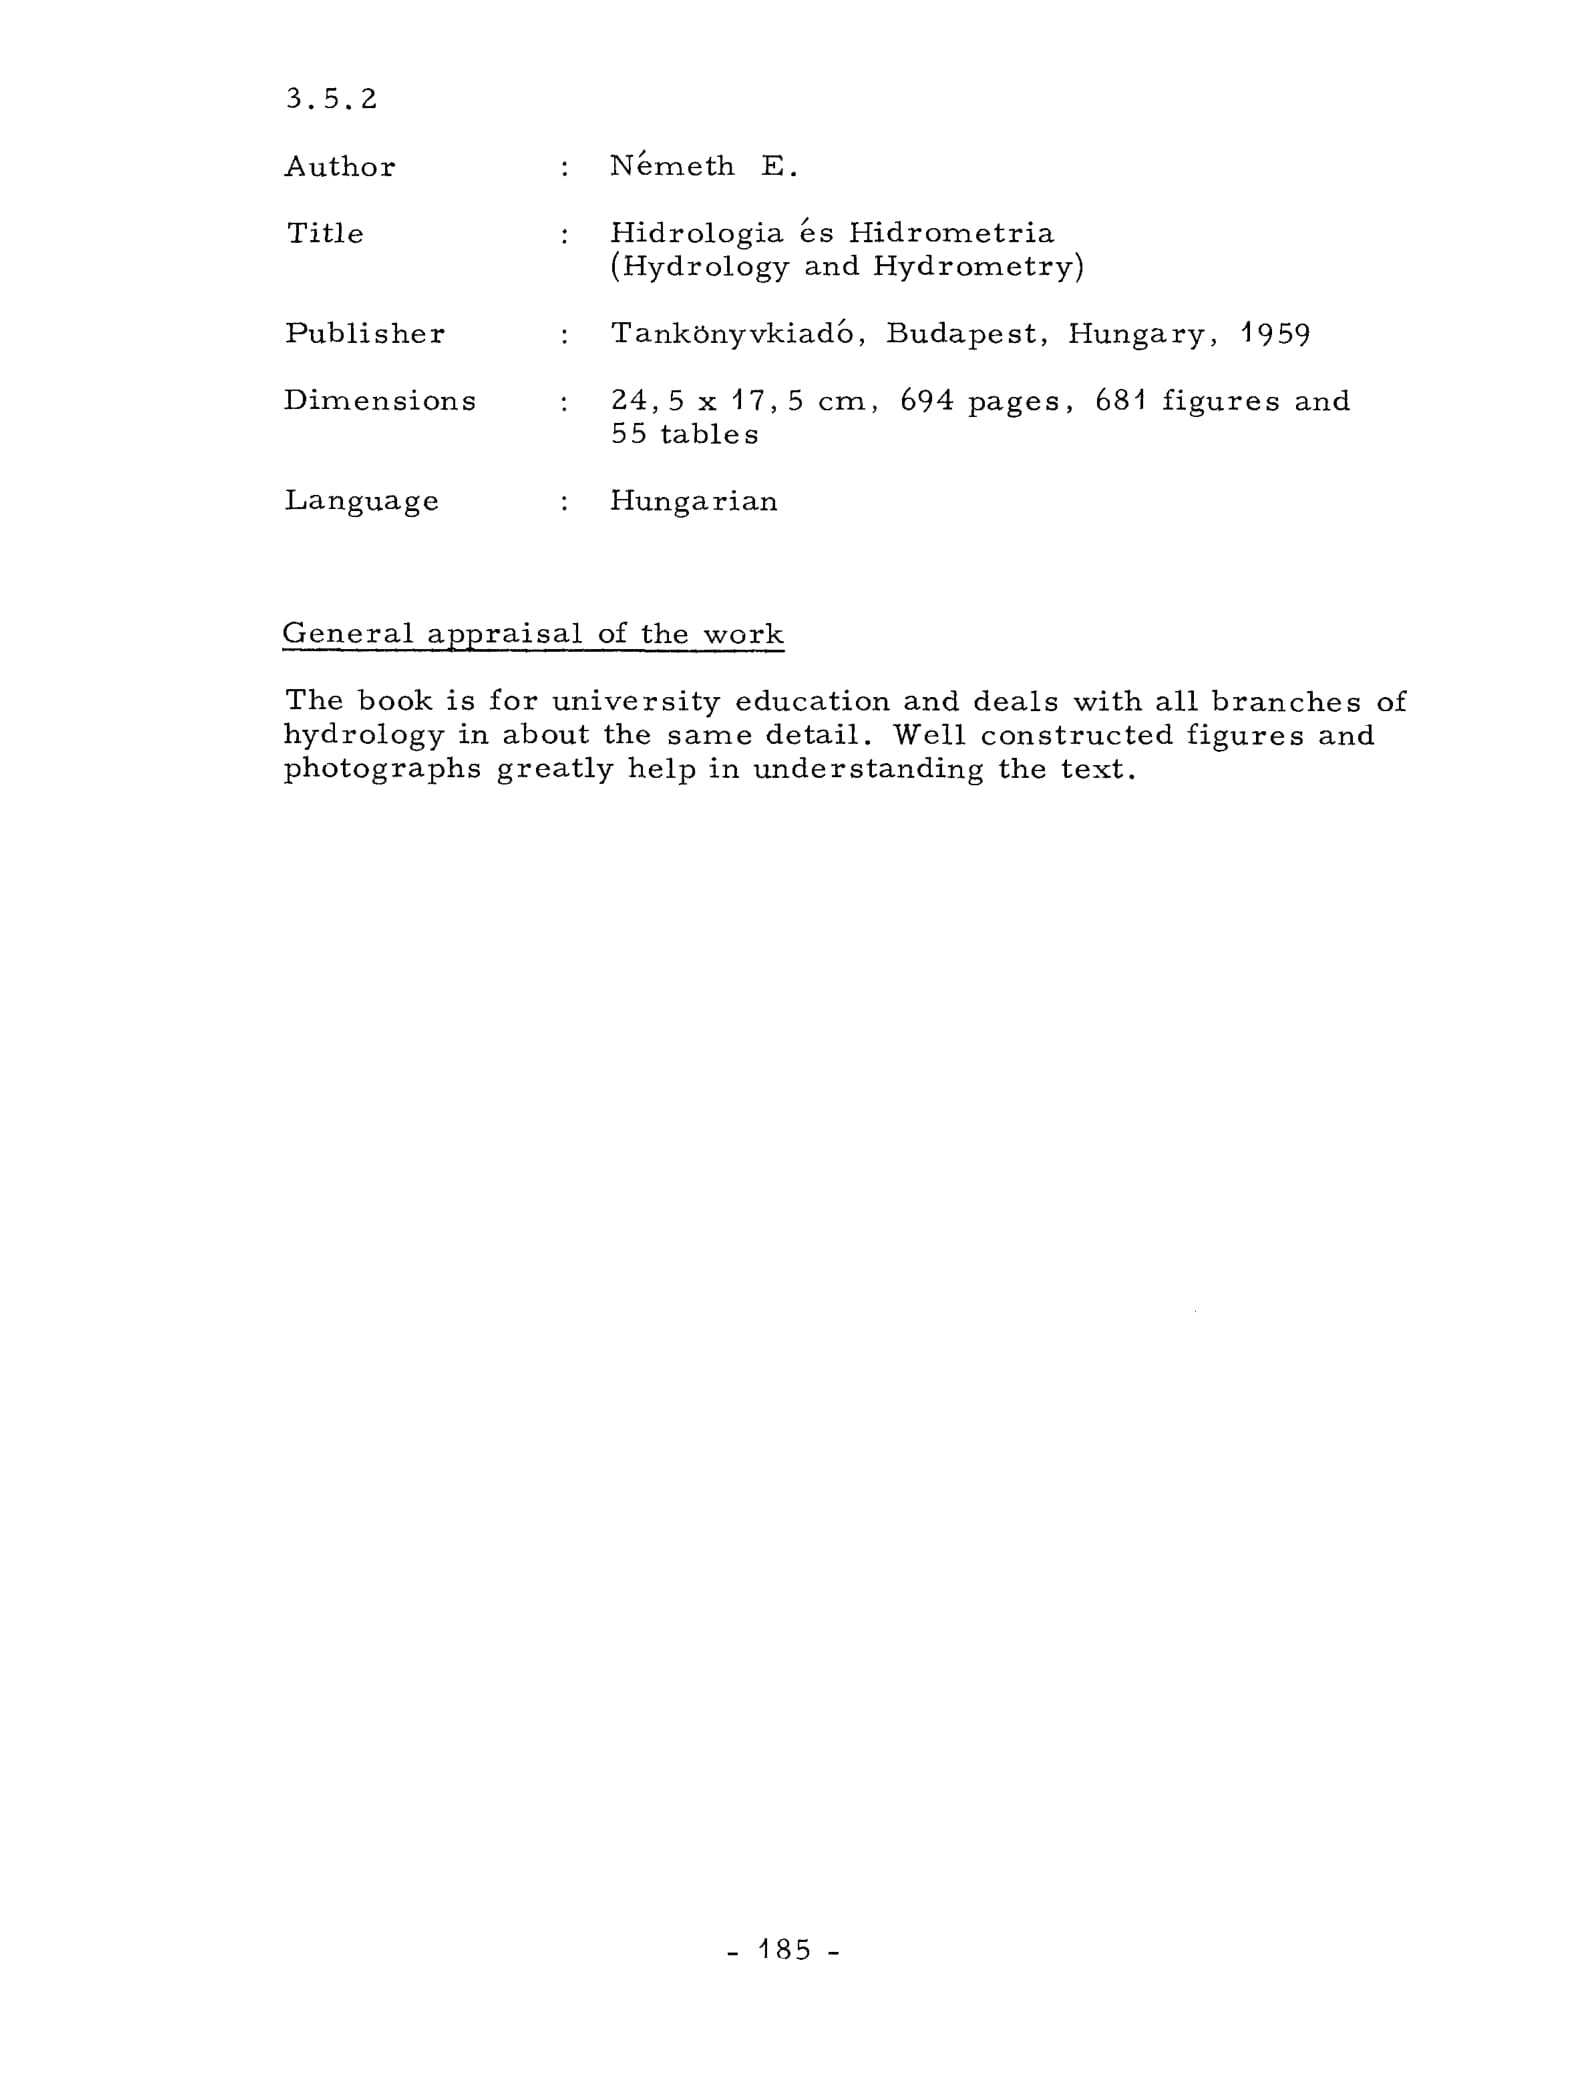 3.5.2
Author : Németh E.
Title : Hidrologia és Hidrometria
(Hydrology and Hydrometry)
Publisher : Tankönyvkiadó, Budapest, Hungary, 1959
Dimensions : 24,5 x 17,5 cm, 694 pages, 681 figures and
55 tables
Language : Hungarian
General appraisal of the work
The book is for university education and deals with all branches of
hydrology in about the same detail. Well constructed figures and
photographs greatly help in understanding the text.
- 185 -